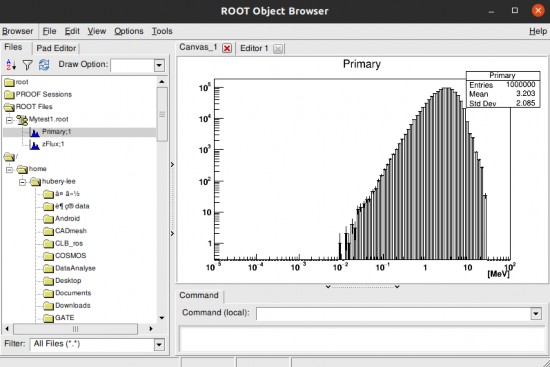 ROOT Object Browser
Browser File Edit View Options Tools Help
Files Pad Editor
Draw Option:
root
PROOF Sessions
ROOT Files
Mytest1.root
Primary;1
zFlux;1
/
home
hubery-lee
Android
CADmesh
CLB_ros
COSMOS
DataAnalyse
Desktop
Documents
Downloads
GATE
Filter: All Files (*.*)
Canvas_1 Editor 1
Primary
Primary
Entries 1000000
Mean 3.203
Std Dev 2.085
10^5
10^4
10^3
10^2
10
1
10^-5 10^-4 10^-3 10^-2 10^-1 1 10 10^2
[MeV]
Command
Command (local):